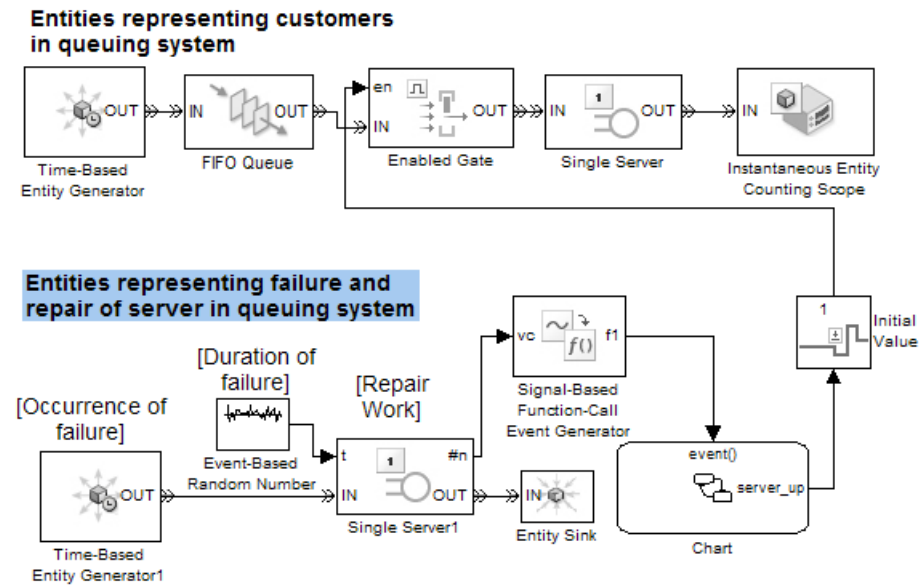 Entities representing customers
in queuing system
OUT
Time-Based
Entity Generator
IN
OUT
FIFO Queue
en
IN
OUT
Enabled Gate
IN
1
OUT
Single Server
IN
Instantaneous Entity
Counting Scope
Entities representing failure and
repair of server in queuing system
1
Initial
Value
vc
f()
f1
Signal-Based
Function-Call
Event Generator
[Duration of
failure]
[Repair
Work]
[Occurrence of
failure]
Event-Based
Random Number
t
1
#n
IN
OUT
Single Server1
OUT
Time-Based
Entity Generator1
IN
Entity Sink
event()
server_up
Chart